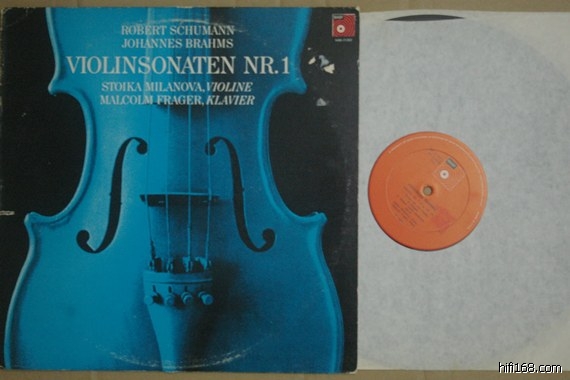 ROBERT SCHUMANN
JOHANNES BRAHMS
VIOLINSONATEN NR.1
STOIKA MILANOVA, VIOLINE
MALCOLM FRAGER, KLAVIER
hifi168.com